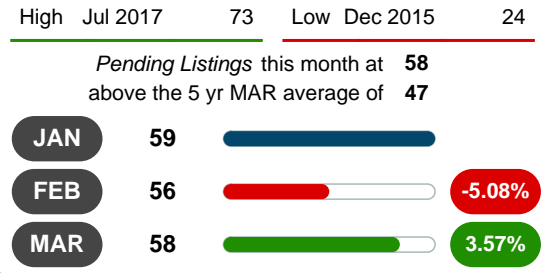 High Jul 2017 73 Low Dec 2015 24
Pending Listings this month at 58
above the 5 yr MAR average of 47
JAN 59
FEB 56 -5.08%
MAR 58 3.57%